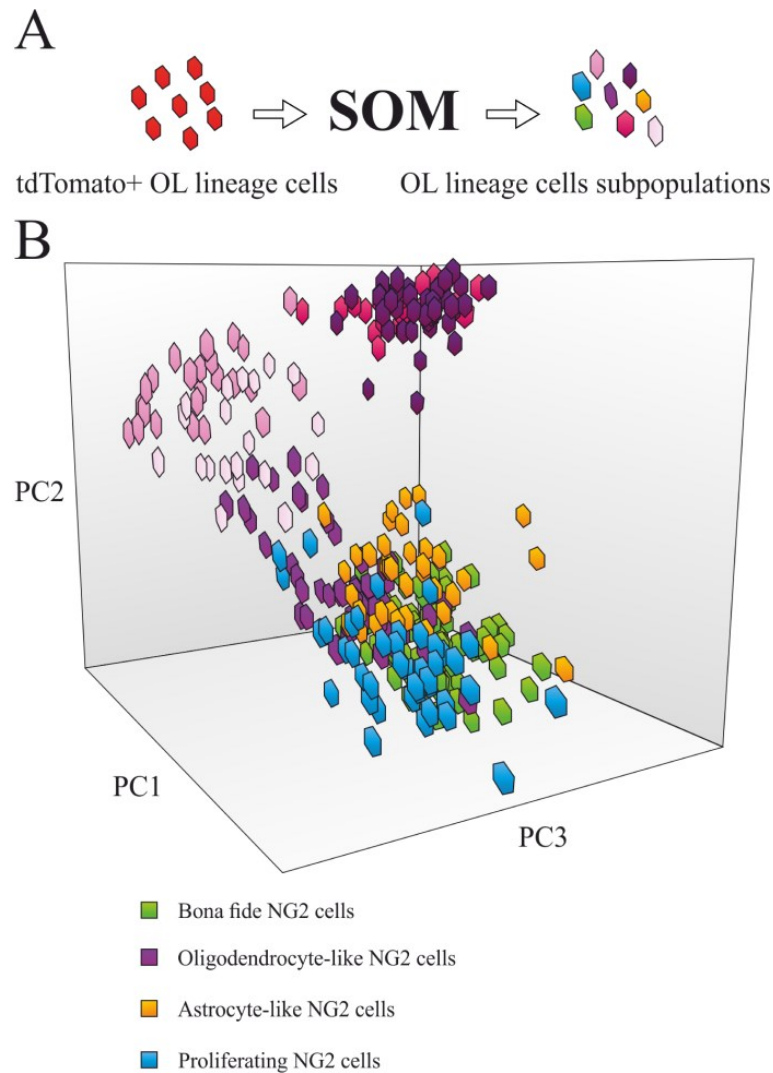 A
SOM
tdTomato+ OL lineage cells
OL lineage cells subpopulations
B
PC2
PC1
PC3
Bona fide NG2 cells
Oligodendrocyte-like NG2 cells
Astrocyte-like NG2 cells
Proliferating NG2 cells